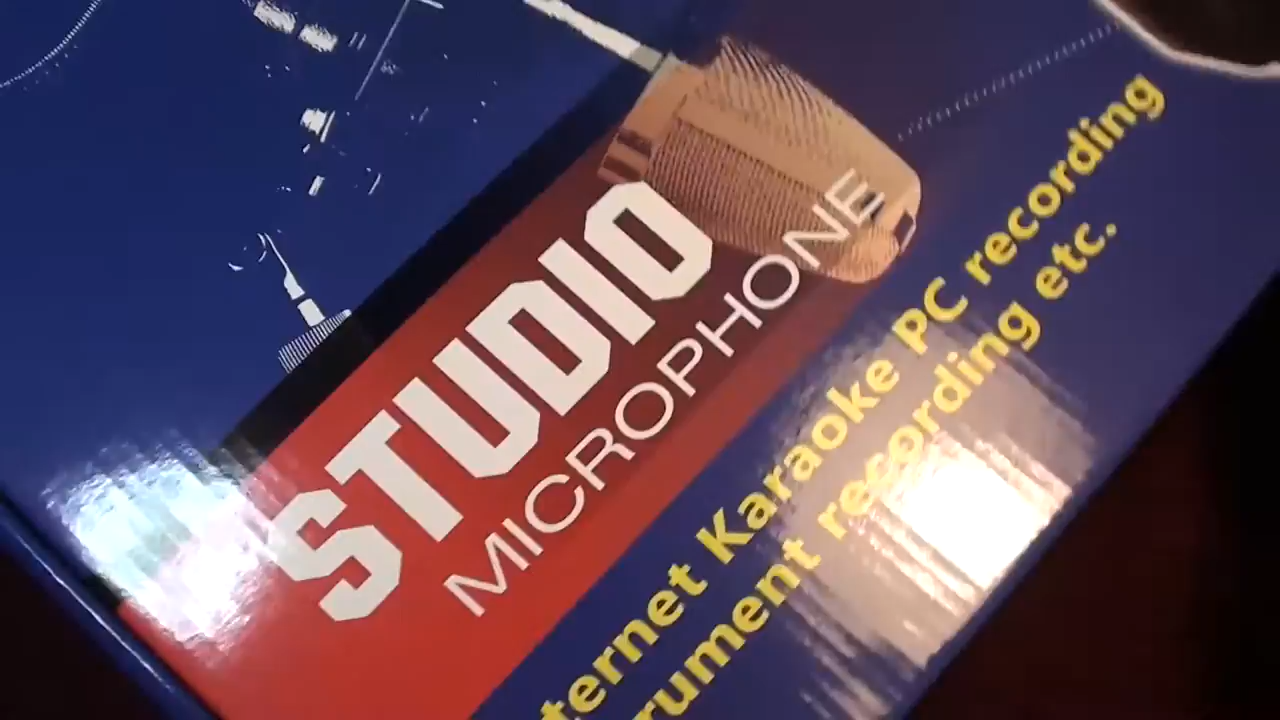 STUDIO
MICROPHONE
ternet Karaoke PC recording
rument recording etc.